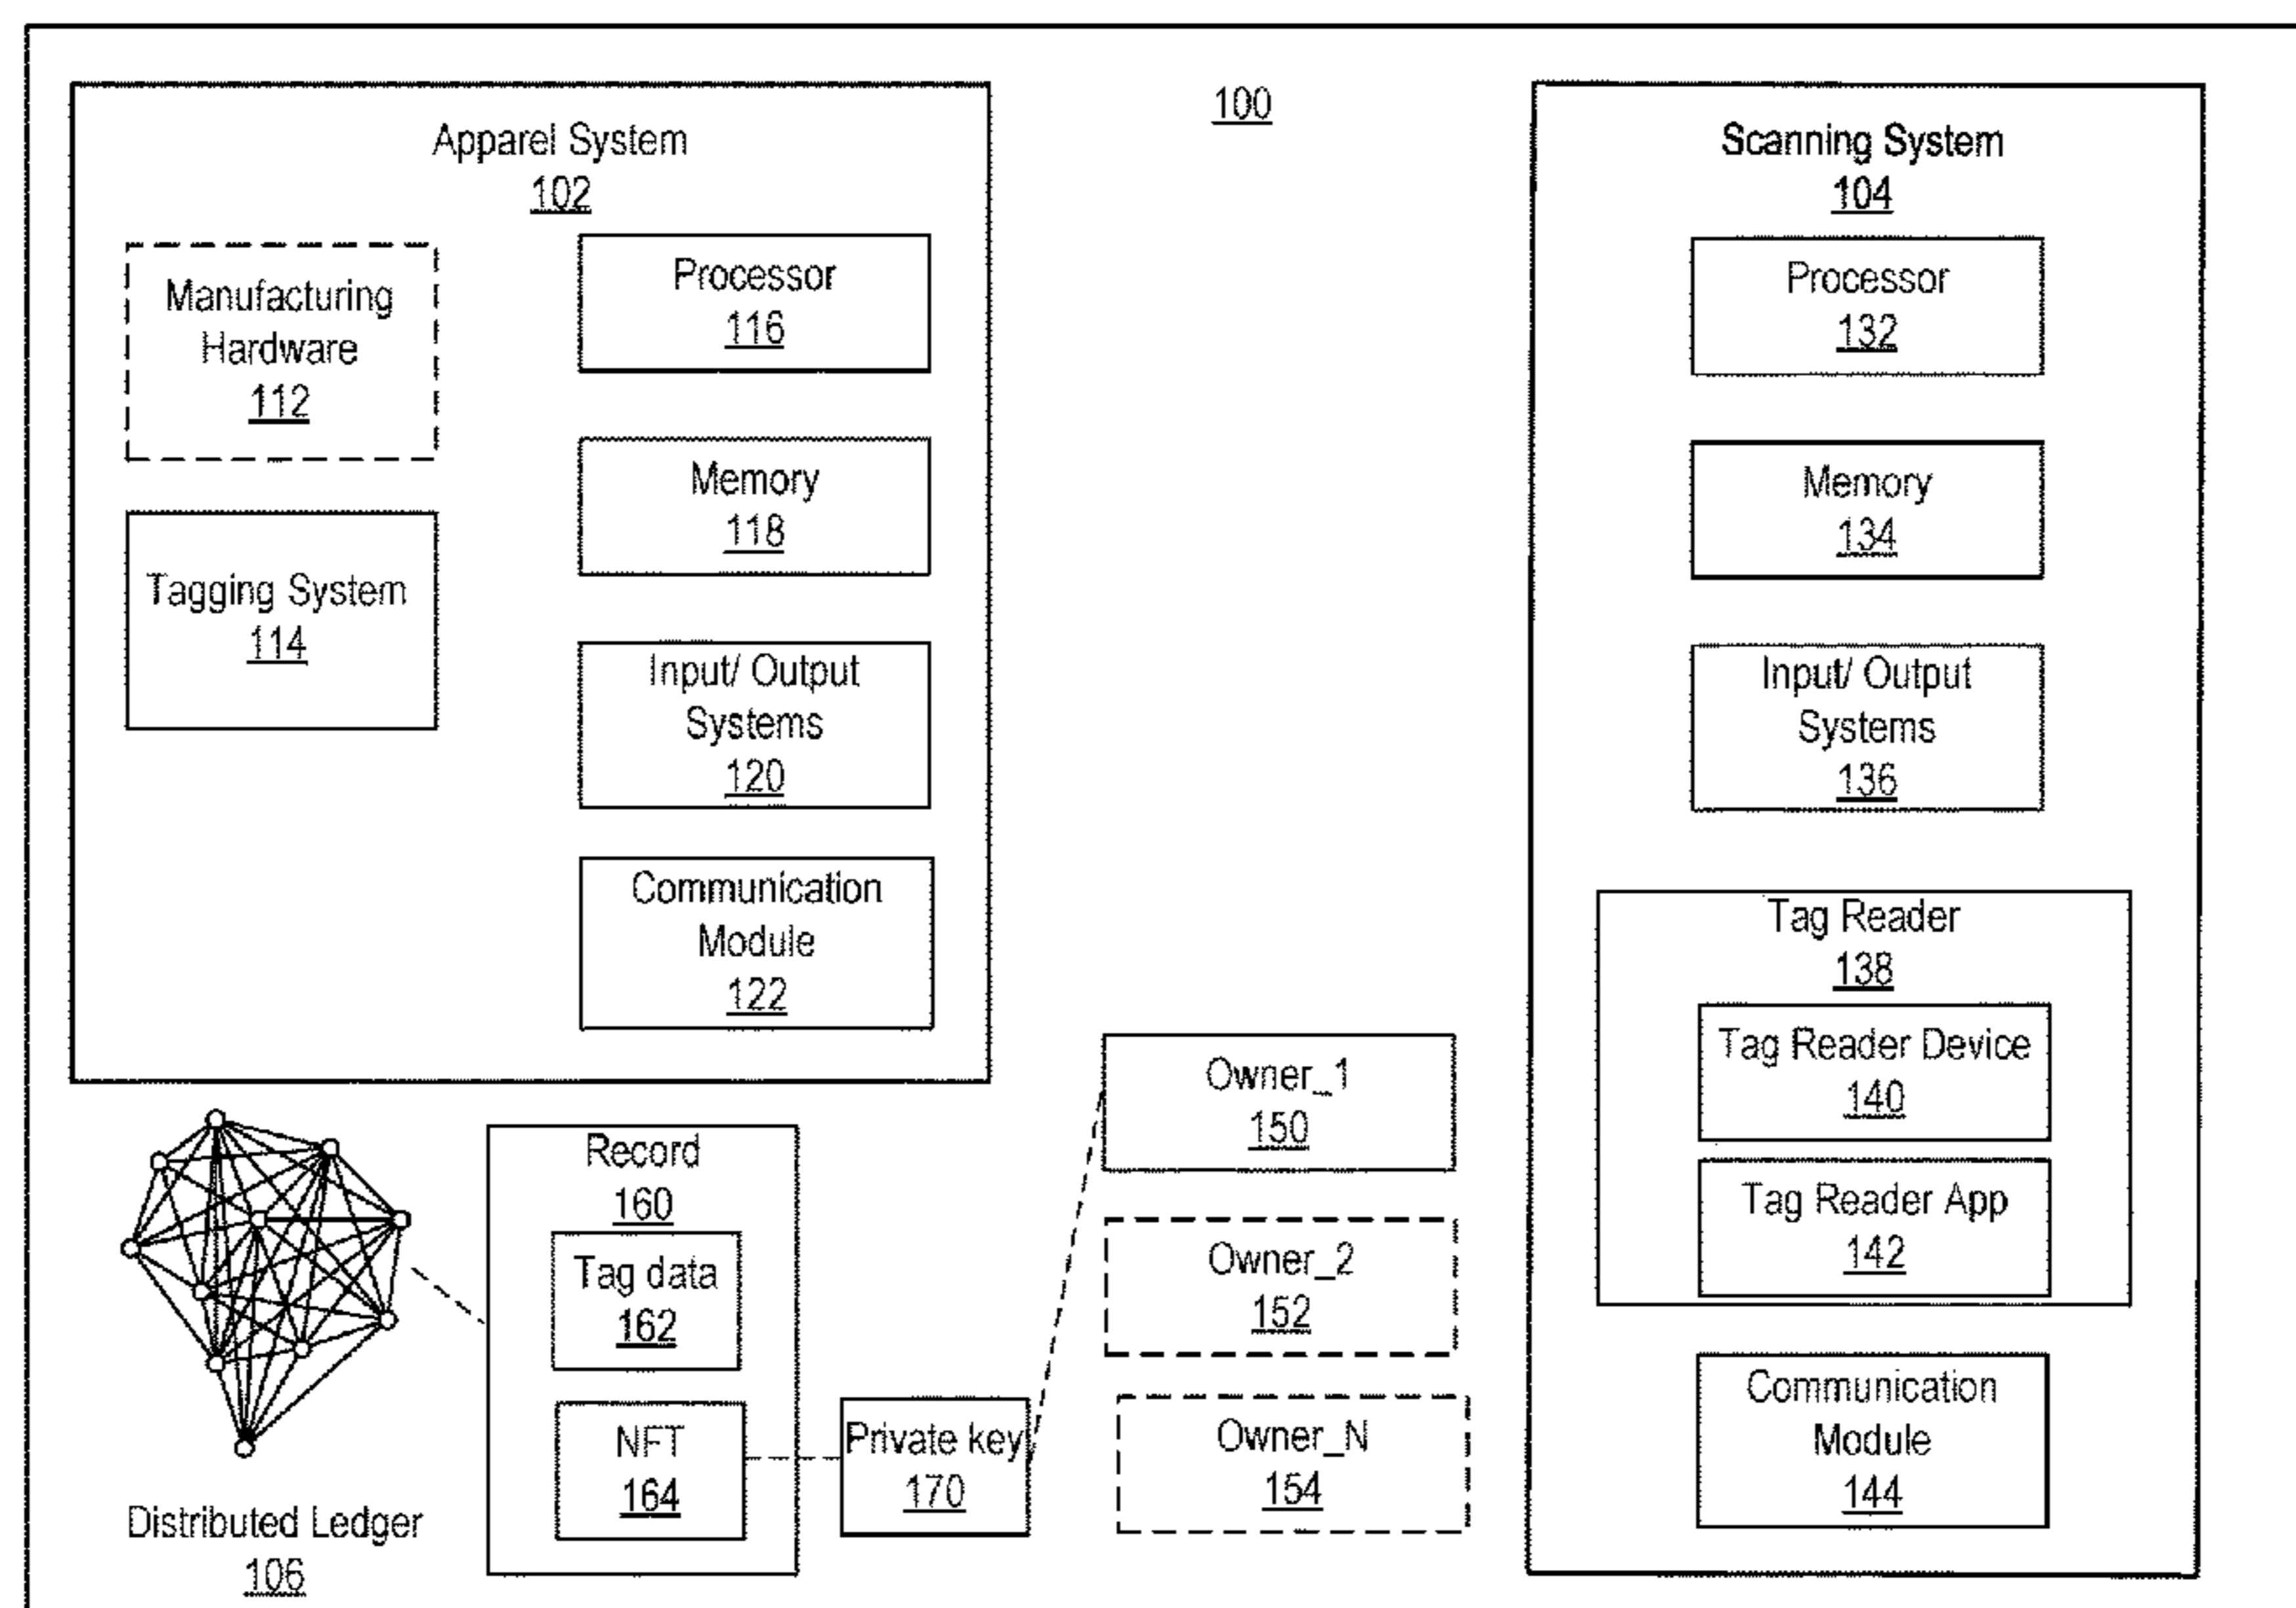 100
Apparel System
102
Manufacturing
Hardware
112
Tagging System
114
Processor
116
Memory
118
Input/ Output
Systems
120
Communication
Module
122
Scanning System
104
Processor
132
Memory
134
Input/ Output
Systems
136
Tag Reader
138
Tag Reader Device
140
Tag Reader App
142
Communication
Module
144
Distributed Ledger
106
Record
160
Tag data
162
NFT
164
Private key
170
Owner_1
150
Owner_2
152
Owner_N
154